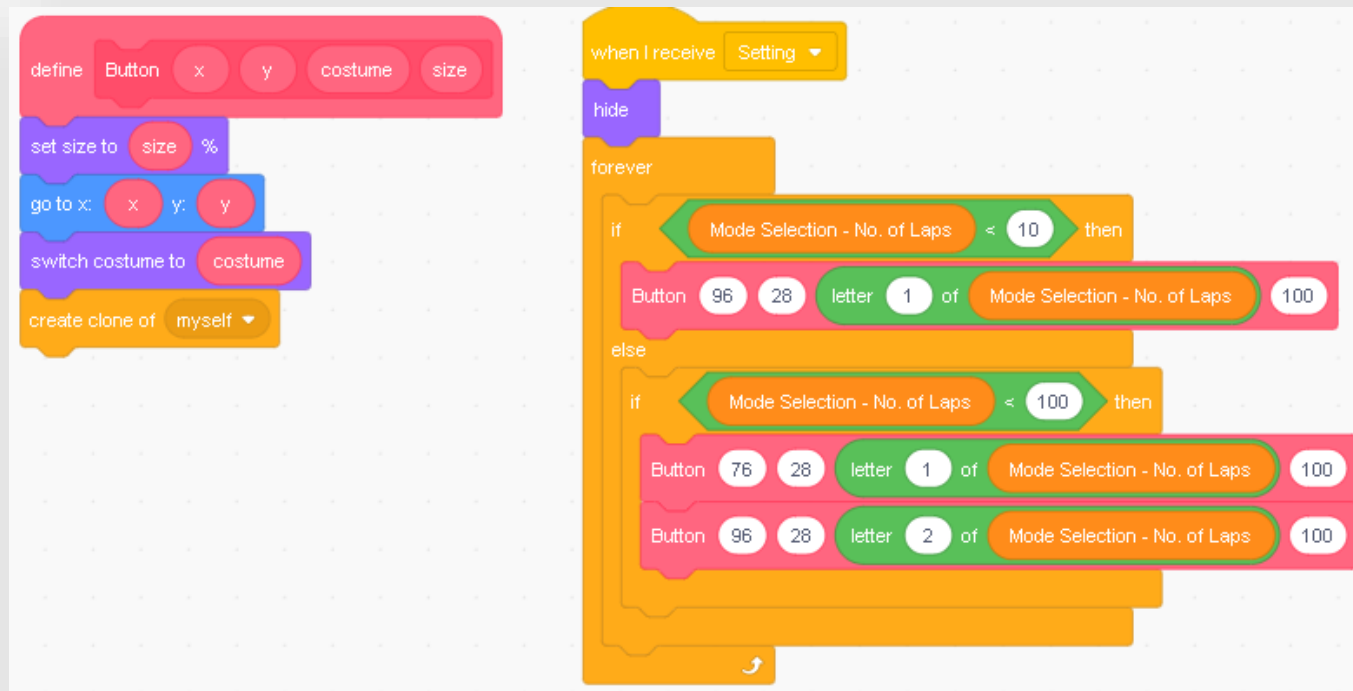 define Button x y costume size
set size to size %
go to x: x y: y
switch costume to costume
create clone of myself
when I receive Setting
hide
forever
if Mode Selection - No. of Laps < 10 then
Button 96 28 letter 1 of Mode Selection - No. of Laps 100
else
if Mode Selection - No. of Laps < 100 then
Button 76 28 letter 1 of Mode Selection - No. of Laps 100
Button 96 28 letter 2 of Mode Selection - No. of Laps 100